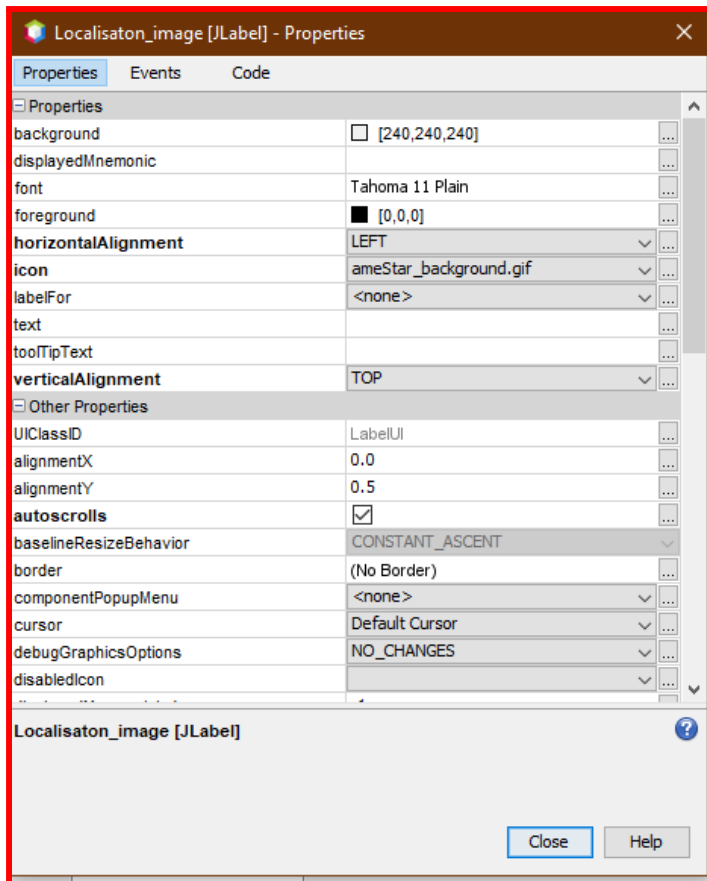 Localisaton_image [JLabel] - Properties
Properties Events Code
Properties
background [240,240,240] ...
displayedMnemonic ...
font Tahoma 11 Plain ...
foreground [0,0,0] ...
horizontalAlignment LEFT ...
icon ameStar_background.gif ...
labelFor <none> ...
text ...
toolTipText ...
verticalAlignment TOP ...
Other Properties
UIClassID LabelUI ...
alignmentX 0.0 ...
alignmentY 0.5 ...
autoscrolls ...
baselineResizeBehavior CONSTANT_ASCENT
border (No Border) ...
componentPopupMenu <none> ...
cursor Default Cursor ...
debugGraphicsOptions NO_CHANGES ...
disabledIcon ...
Localisaton_image [JLabel]
?
Close Help